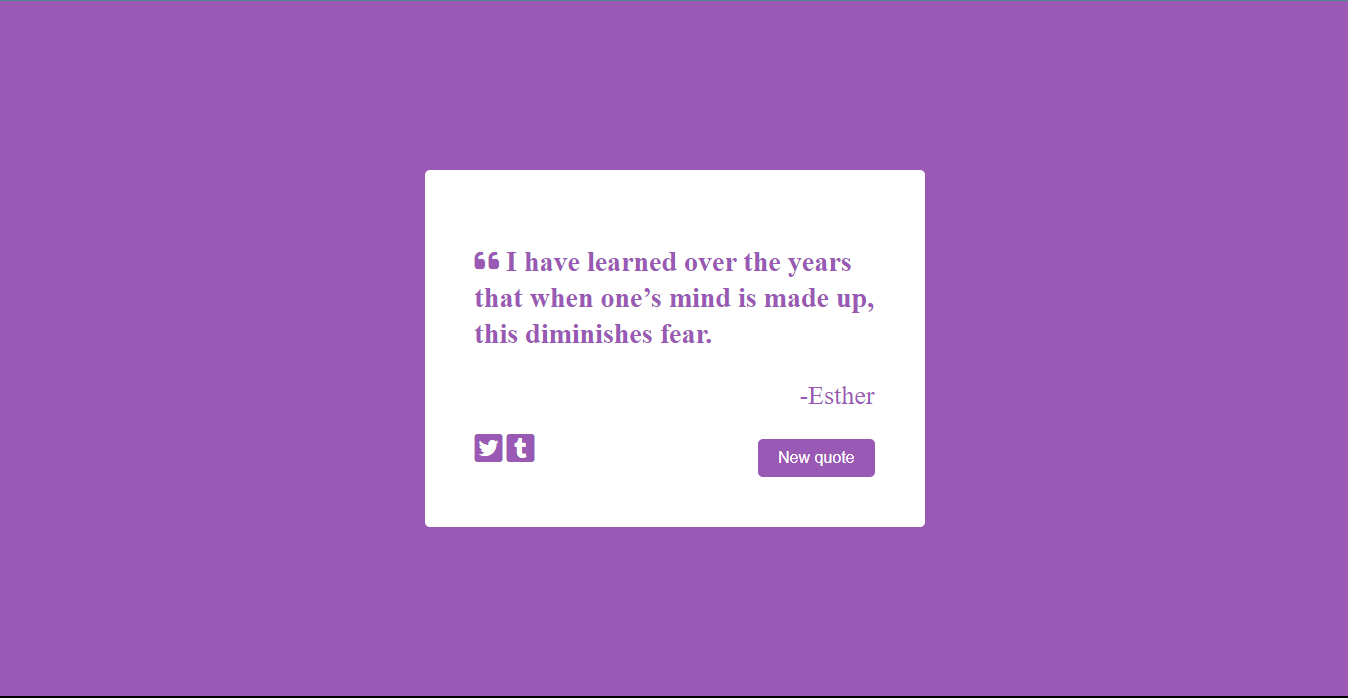 I have learned over the years
that when one’s mind is made up,
this diminishes fear.
-Esther
New quote